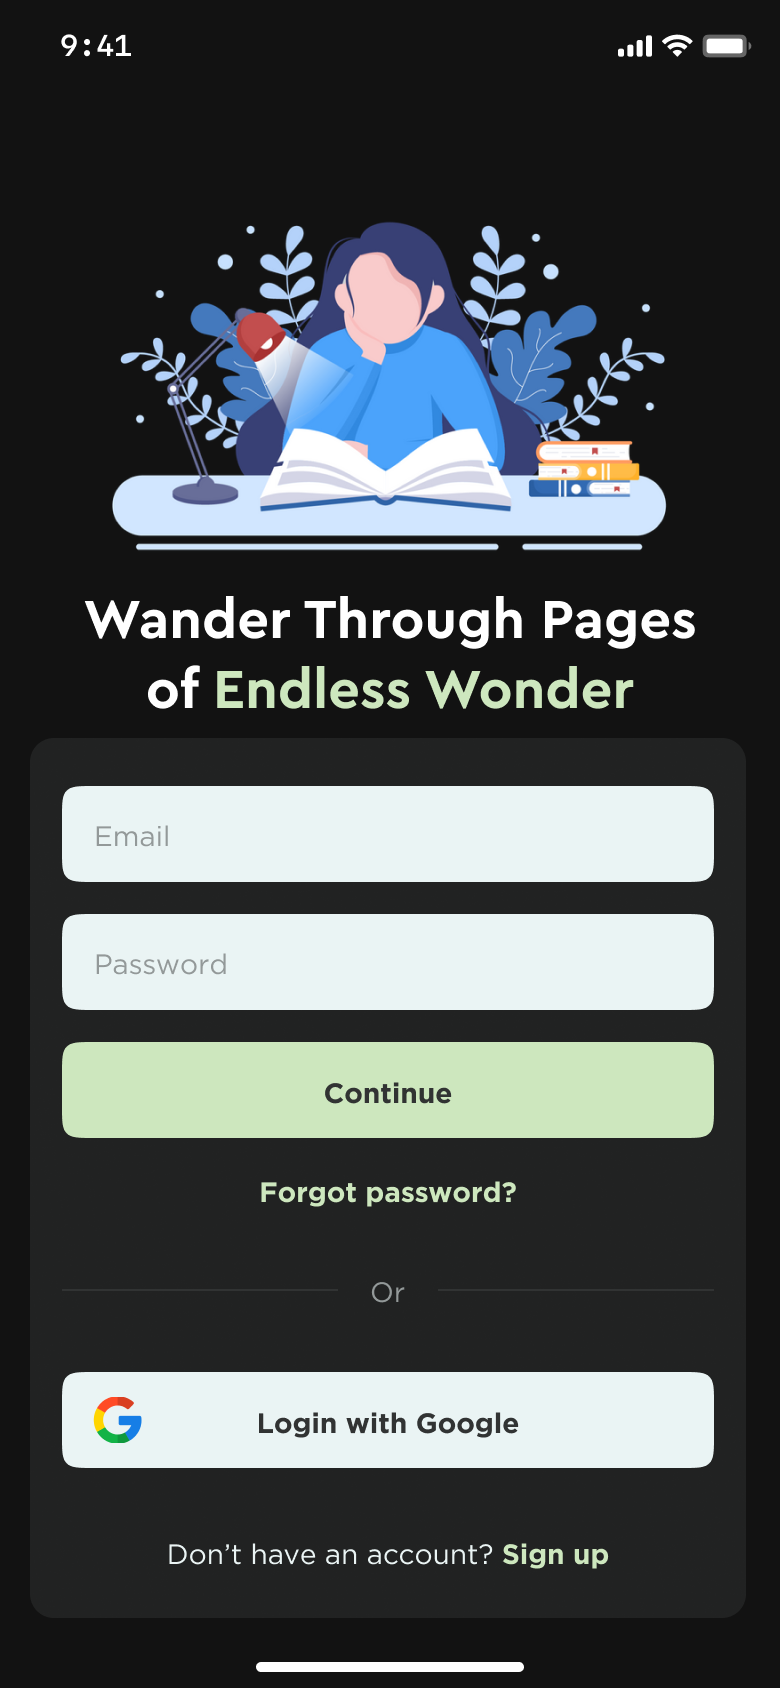 9:41
Wander Through Pages
of Endless Wonder
Email
Password
Continue
Forgot password?
Or
Login with Google
Don’t have an account? Sign up